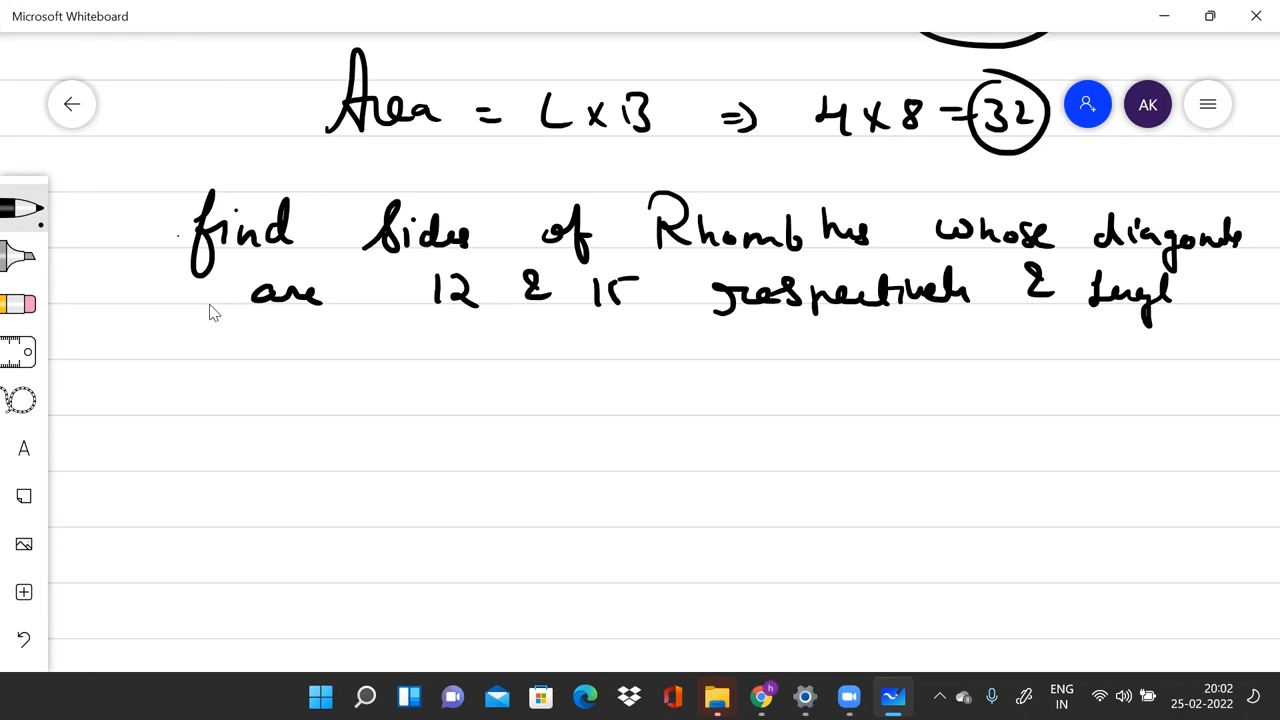 Microsoft Whiteboard
Area = L x B => 4 x 8 = 32
AK
find Sides of Rhombus whose diagonals
are 12 & 15 respectively &
A
ENG
IN
20:02
25-02-2022